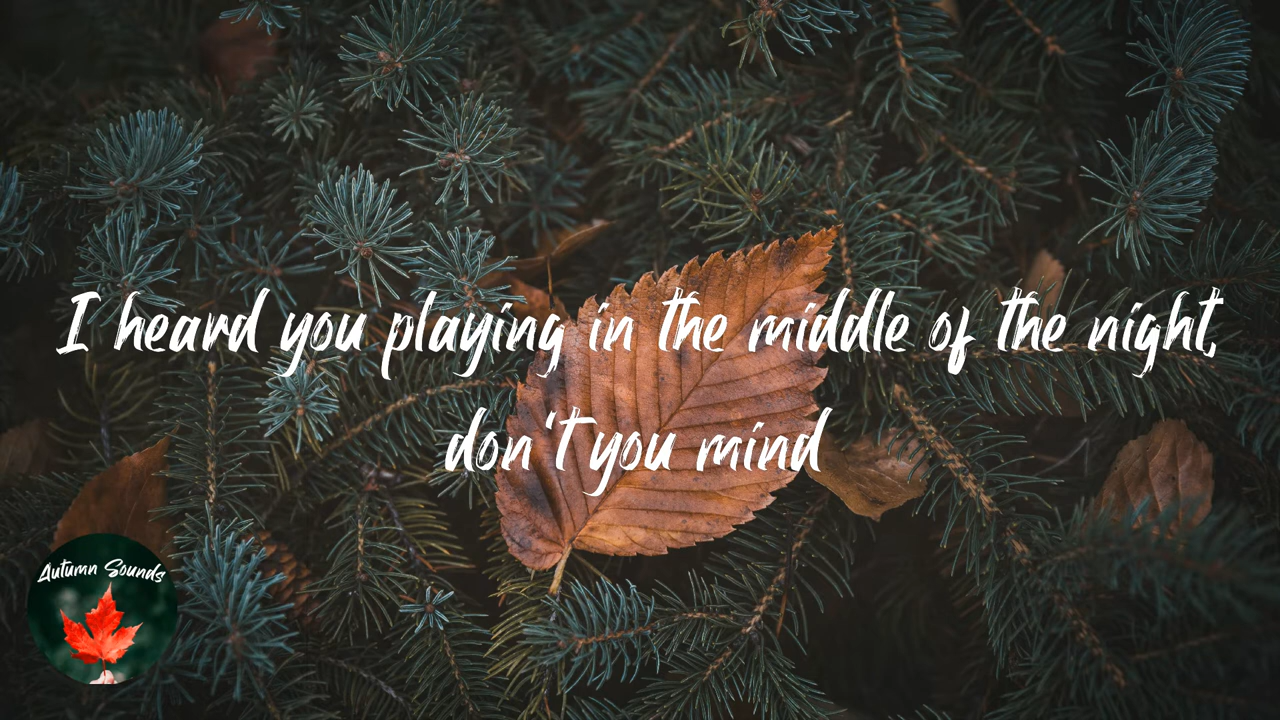 I heard you playing in the middle of the night,
don't you mind
Autumn Sounds